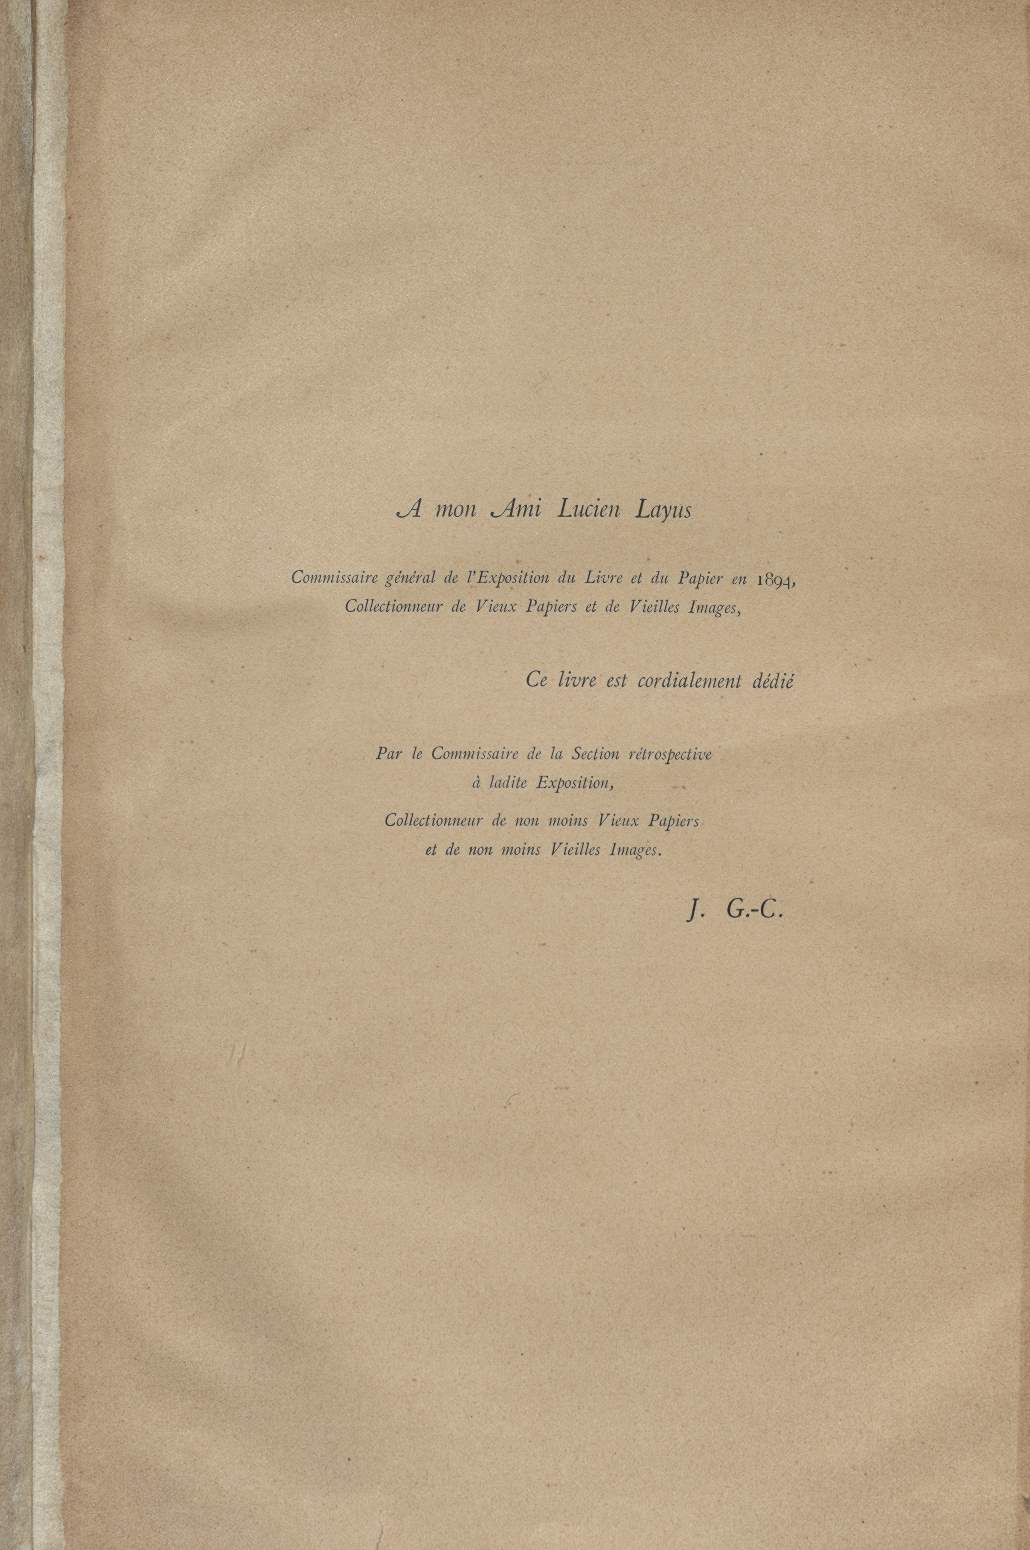 A mon Ami Lucien Layus
Commissaire général de l'Exposition du Livre et du Papier en 1894,
Collectionneur de Vieux Papiers et de Vieilles Images,
Ce livre est cordialement dédié
Par le Commissaire de la Section rétrospective
à ladite Exposition,
Collectionneur de non moins Vieux Papiers
et de non moins Vieilles Images.
J. G.-C.